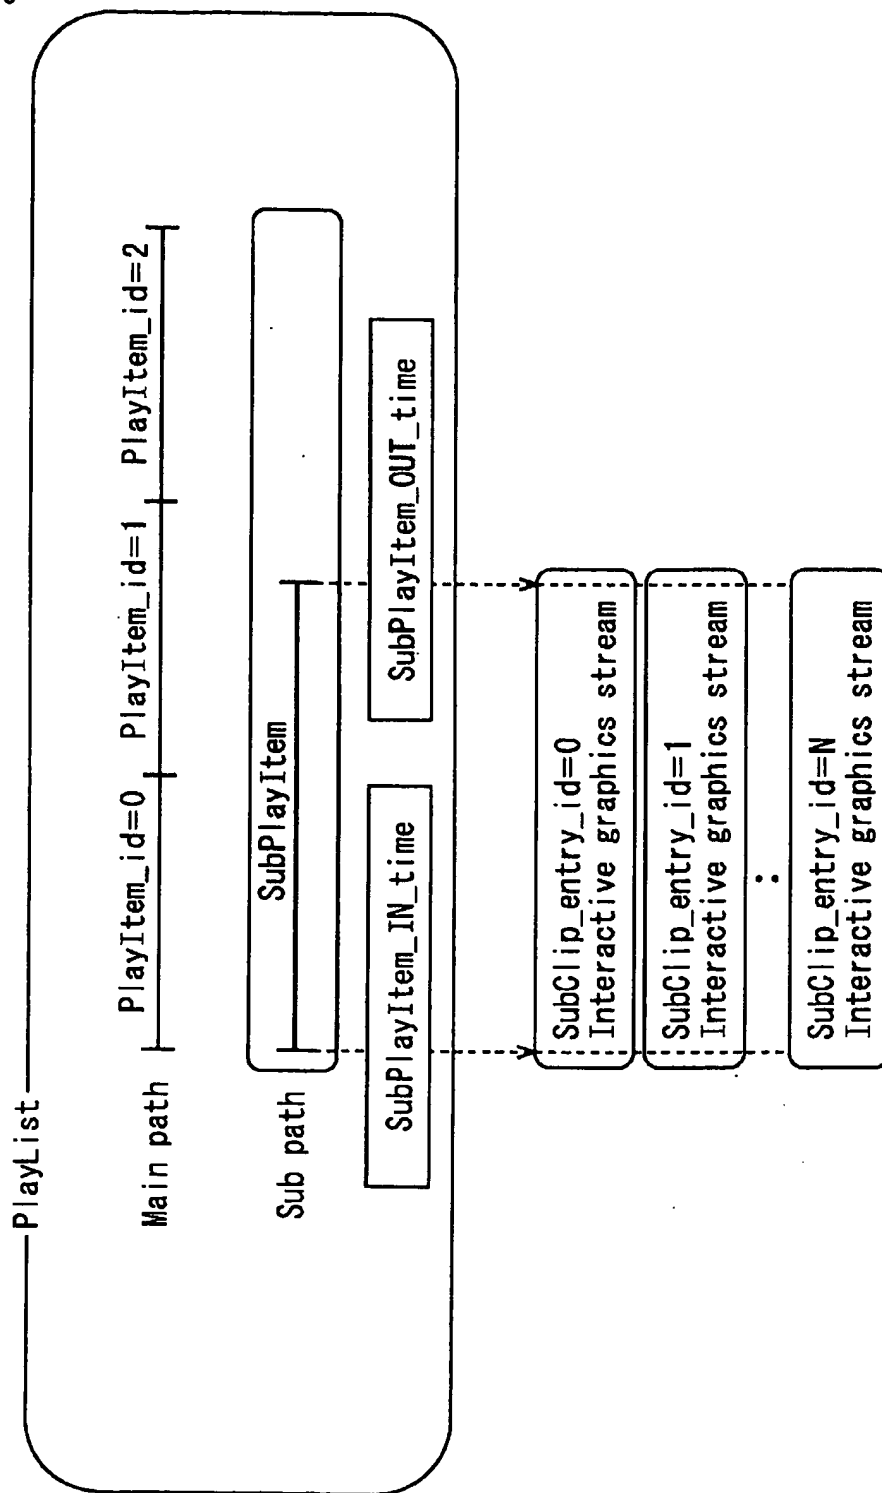 PlayList
Main path
PlayItem_id=0
PlayItem_id=1
PlayItem_id=2
Sub path
SubPlayItem
SubPlayItem_IN_time
SubPlayItem_OUT_time
SubClip_entry_id=0
Interactive graphics stream
SubClip_entry_id=1
Interactive graphics stream
..
SubClip_entry_id=N
Interactive graphics stream